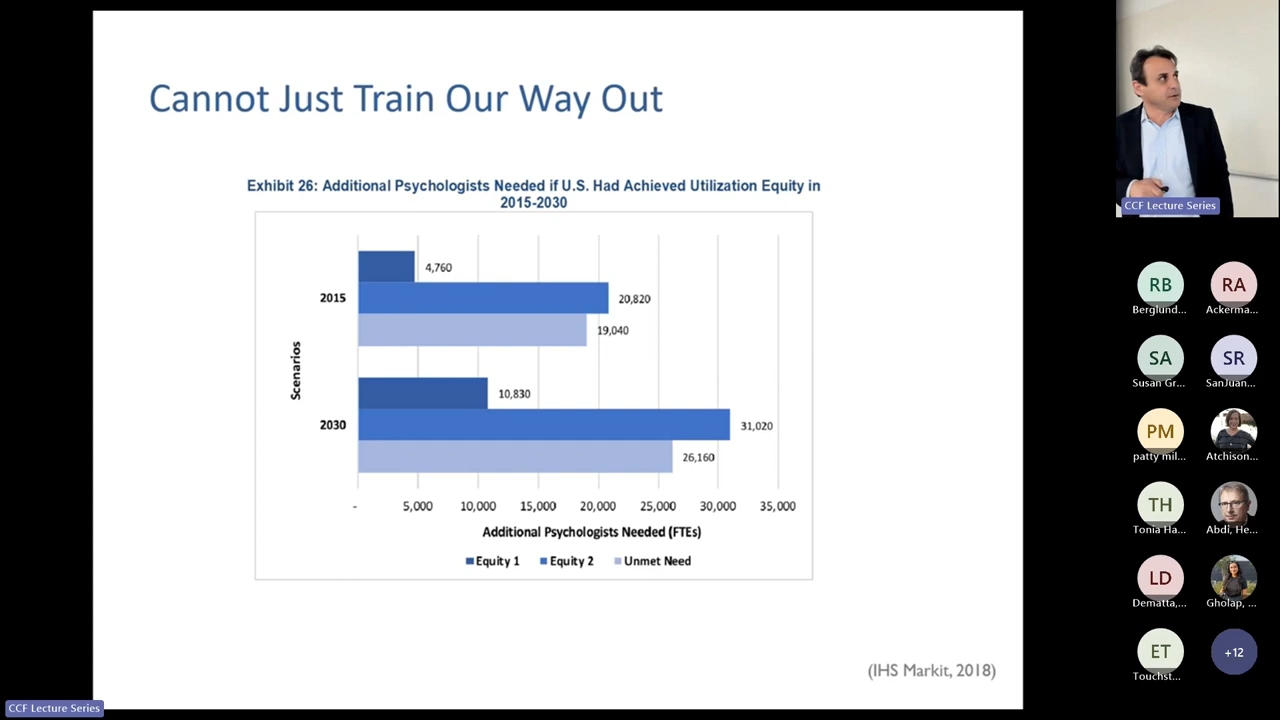 Cannot Just Train Our Way Out
Exhibit 26: Additional Psychologists Needed if U.S. Had Achieved Utilization Equity in
2015-2030
Scenarios
2015
4,760
20,820
19,040
2030
10,830
31,020
26,160
- 5,000 10,000 15,000 20,000 25,000 30,000 35,000
Additional Psychologists Needed (FTEs)
Equity 1 Equity 2 Unmet Need
(IHS Markit, 2018)
CCF Lecture Series
CCF Lecture Series
RB RA
Berglund... Ackerma...
SA SR
Susan Gr... SanJuan...
PM
patty mil... Atchison...
TH
Tonia Ha... Abdi, He...
LD
Dematta,... Gholap, ...
ET +12
Touchst...